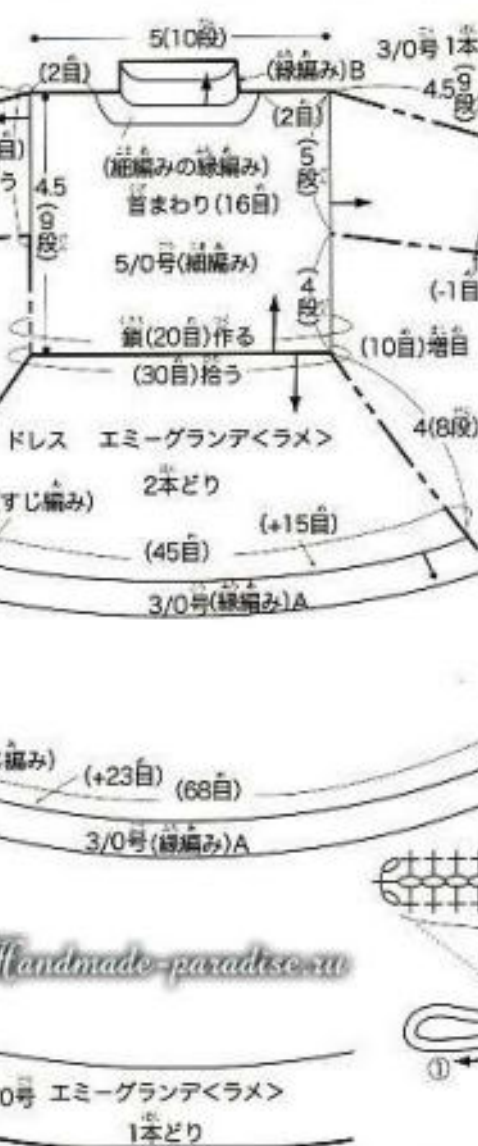 5(10段)
(2目)
(縁編み)B
3/0号 1本
4.5
(9段)
(2目)
目)
う
4.5
(9段)
(細編みの縁編み)
首まわり(16目)
(5段)
5/0号(細編み)
(4段)
(-1目
鎖(20目)作る
(10目)増目
(30目)拾う
4(8段)
ドレス エミーグランデ<ラメ>
2本どり
すじ編み)
(+15目)
(45目)
3/0号(縁編み)A
編み)
(+23目)
(68目)
3/0号(縁編み)A
Handmade-paradise.ru
①
0号 エミーグランデ<ラメ>
1本どり